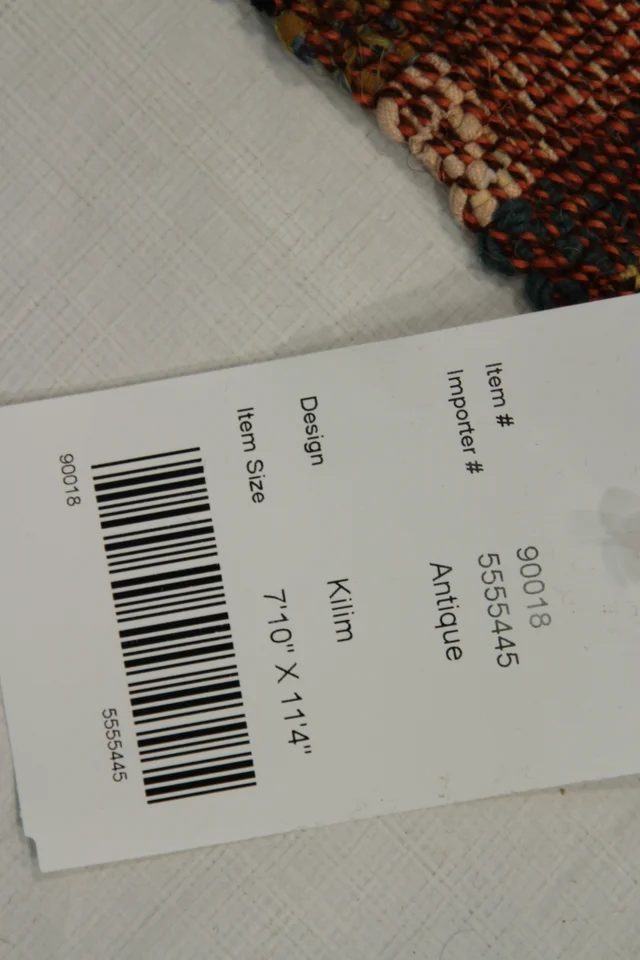 Item # 90018
Importer # 5555445
Antique
Design Kilim
Item Size 7'10" X 11'4"
90018 5555445